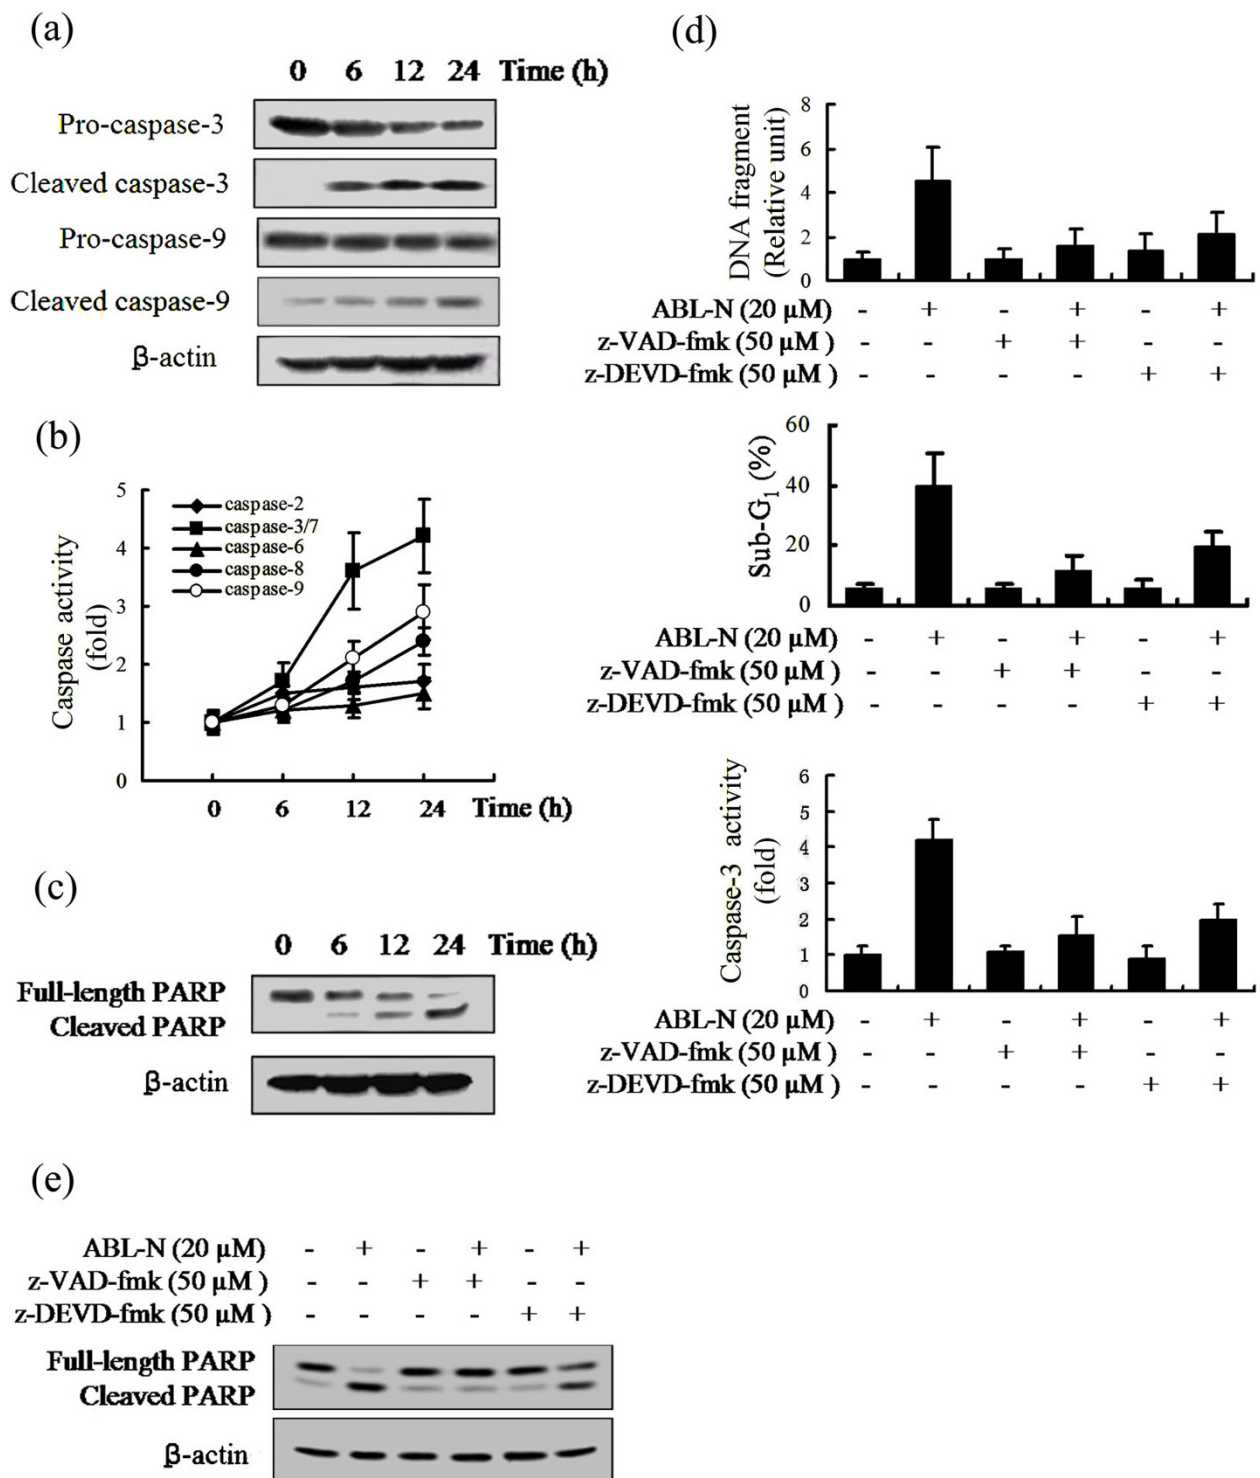 (a)
0 6 12 24 Time (h)
Pro-caspase-3
Cleaved caspase-3
Pro-caspase-9
Cleaved caspase-9
β-actin
(b)
Caspase activity
(fold)
5
4
3
2
1
0
caspase-2
caspase-3/7
caspase-6
caspase-8
caspase-9
0 6 12 24 Time (h)
(c)
0 6 12 24 Time (h)
Full-length PARP
Cleaved PARP
β-actin
(d)
DNA fragment
(Relative unit)
8
6
4
2
0
ABL-N (20 μM) - + - + - +
z-VAD-fmk (50 μM ) - - + + - -
z-DEVD-fmk (50 μM ) - - - - + +
Sub-G1 (%)
60
40
20
0
ABL-N (20 μM) - + - + - +
z-VAD-fmk (50 μM ) - - + + - -
z-DEVD-fmk (50 μM ) - - - - + +
Caspase-3 activity
(fold)
6
5
4
3
2
1
0
ABL-N (20 μM) - + - + - +
z-VAD-fmk (50 μM ) - - + + - -
z-DEVD-fmk (50 μM ) - - - - + +
(e)
ABL-N (20 μM) - + - + - +
z-VAD-fmk (50 μM ) - - + + - -
z-DEVD-fmk (50 μM ) - - - - + +
Full-length PARP
Cleaved PARP
β-actin